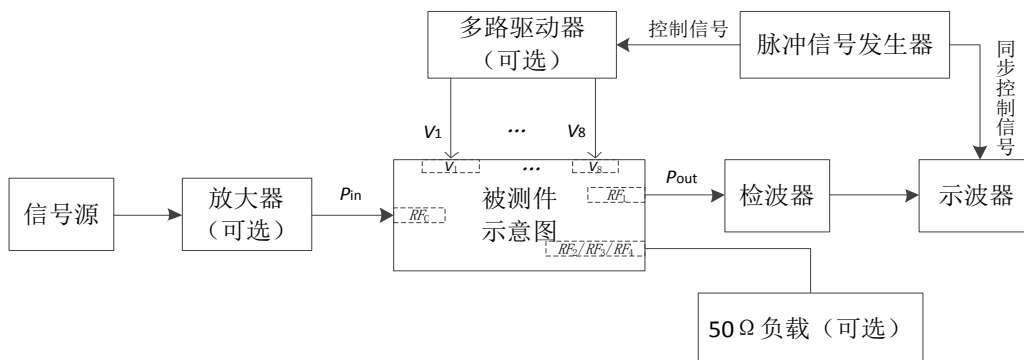 多路驱动器
（可选）
控制信号
脉冲信号发生器
同步控制信号
V1
...
V8
V1
...
V8
信号源
放大器
（可选）
Pin
RFC
被测件
示意图
RF1
RF2/RF3/RF4
Pout
检波器
示波器
50Ω负载（可选）